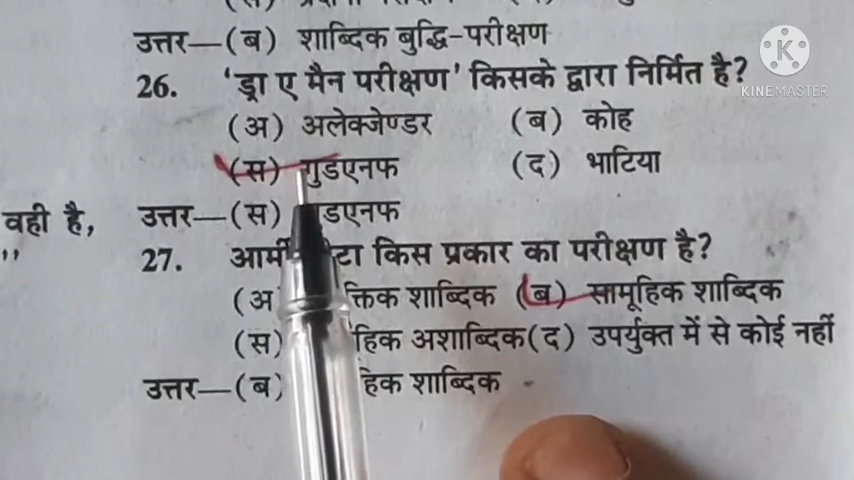 उत्तर—(ब) शाब्दिक बुद्धि-परीक्षण
26. 'ड्रा ए मैन परीक्षण' किसके द्वारा निर्मित है?
(अ) अलेक्जेण्डर (ब) कोह
(स) गुडएनफ (द) भाटिया
वही है, उत्तर—(स) गुडएनफ
,,
27. आर्मी किस प्रकार का परीक्षण है?
(अ शाब्दिक (ब) सामूहिक शाब्दिक
(स) अशाब्दिक (द) उपर्युक्त में से कोई नहीं
उत्तर—(ब) शाब्दिक
K
KINEMASTER